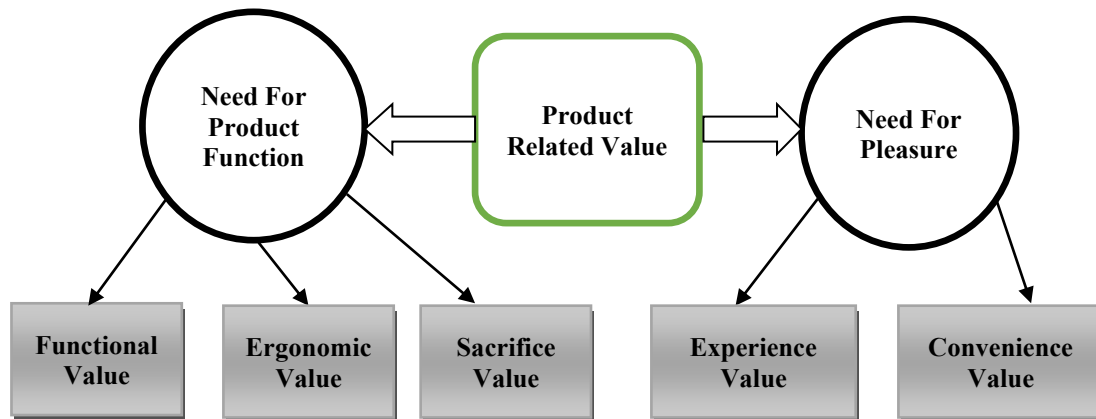 Need For
Product
Function
Product
Related Value
Need For
Pleasure
Functional
Value
Ergonomic
Value
Sacrifice
Value
Experience
Value
Convenience
Value